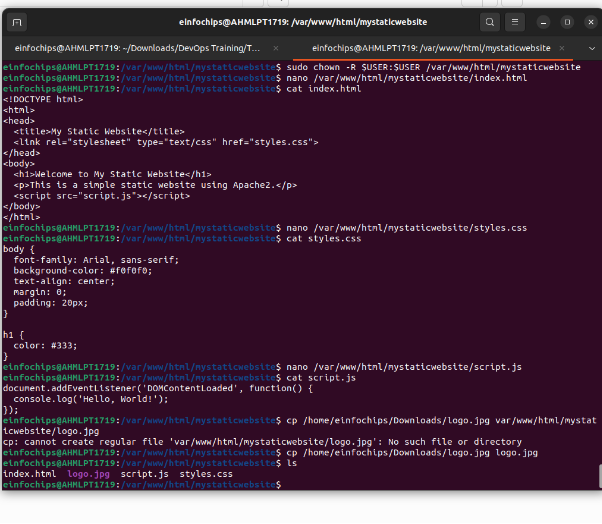 einfochips@AHMLPT1719: /var/www/html/mystaticwebsite
einfochips@AHMLPT1719: ~/Downloads/DevOps Training/T...
einfochips@AHMLPT1719: /var/www/html/mystaticwebsite
einfochips@AHMLPT1719:/var/www/html/mystaticwebsite$ sudo chown -R $USER:$USER /var/www/html/mystaticwebsite
einfochips@AHMLPT1719:/var/www/html/mystaticwebsite$ nano /var/www/html/mystaticwebsite/index.html
einfochips@AHMLPT1719:/var/www/html/mystaticwebsite$ cat index.html
<!DOCTYPE html>
<html>
<head>
  <title>My Static Website</title>
  <link rel="stylesheet" type="text/css" href="styles.css">
</head>
<body>
  <h1>Welcome to My Static Website</h1>
  <p>This is a simple static website using Apache2.</p>
  <script src="script.js"></script>
</body>
</html>
einfochips@AHMLPT1719:/var/www/html/mystaticwebsite$ nano /var/www/html/mystaticwebsite/styles.css
einfochips@AHMLPT1719:/var/www/html/mystaticwebsite$ cat styles.css
body {
  font-family: Arial, sans-serif;
  background-color: #f0f0f0;
  text-align: center;
  margin: 0;
  padding: 20px;
}

h1 {
  color: #333;
}
einfochips@AHMLPT1719:/var/www/html/mystaticwebsite$ nano /var/www/html/mystaticwebsite/script.js
einfochips@AHMLPT1719:/var/www/html/mystaticwebsite$ cat script.js
document.addEventListener('DOMContentLoaded', function() {
  console.log('Hello, World!');
});
einfochips@AHMLPT1719:/var/www/html/mystaticwebsite$ cp /home/einfochips/Downloads/logo.jpg var/www/html/mystat
icwebsite/logo.jpg
cp: cannot create regular file 'var/www/html/mystaticwebsite/logo.jpg': No such file or directory
einfochips@AHMLPT1719:/var/www/html/mystaticwebsite$ cp /home/einfochips/Downloads/logo.jpg logo.jpg
einfochips@AHMLPT1719:/var/www/html/mystaticwebsite$ ls
index.html  logo.jpg  script.js  styles.css
einfochips@AHMLPT1719:/var/www/html/mystaticwebsite$